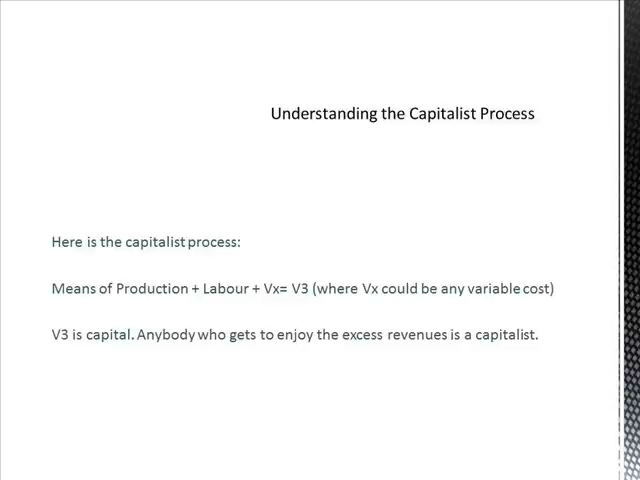 Understanding the Capitalist Process
Here is the capitalist process:
Means of Production + Labour + Vx= V3 (where Vx could be any variable cost)
V3 is capital. Anybody who gets to enjoy the excess revenues is a capitalist.